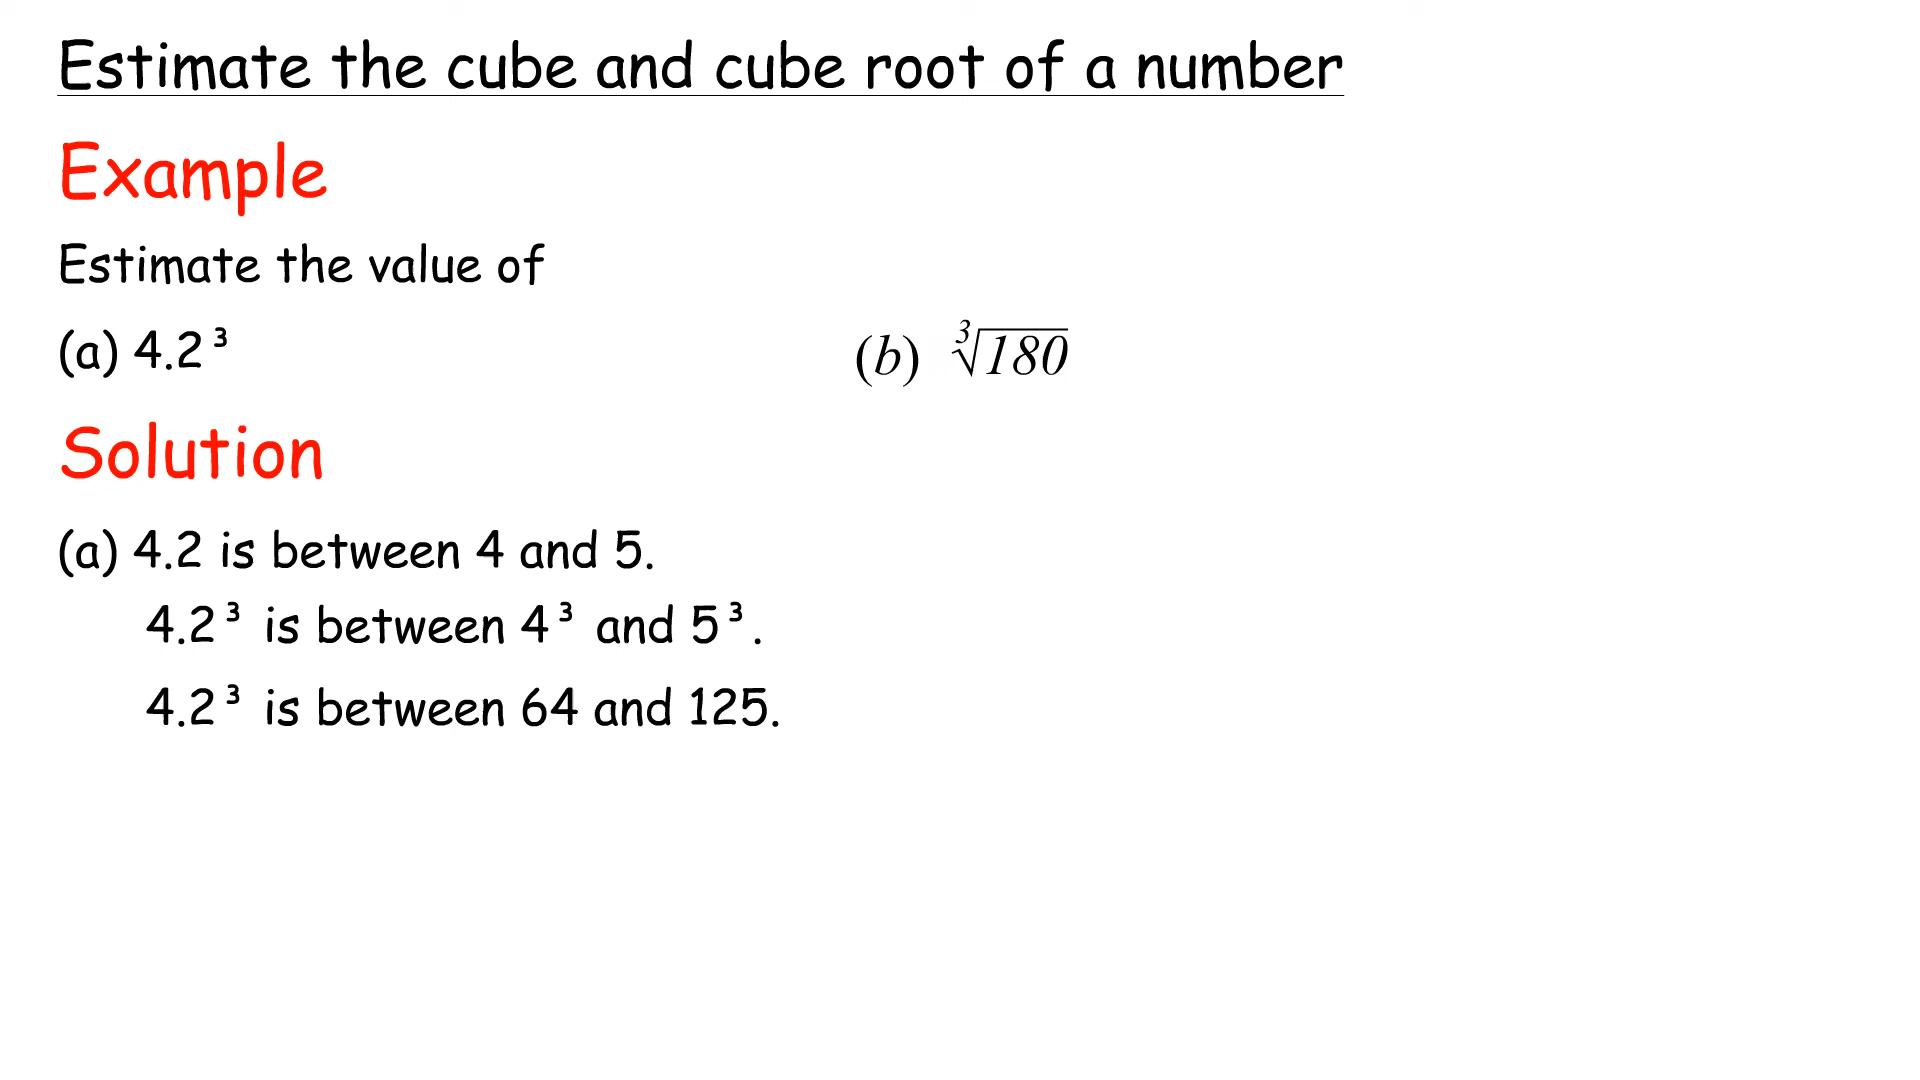 Estimate the cube and cube root of a number
Example
Estimate the value of
(a) 4.2³ (b) ∛180
Solution
(a) 4.2 is between 4 and 5.
4.2³ is between 4³ and 5³.
4.2³ is between 64 and 125.